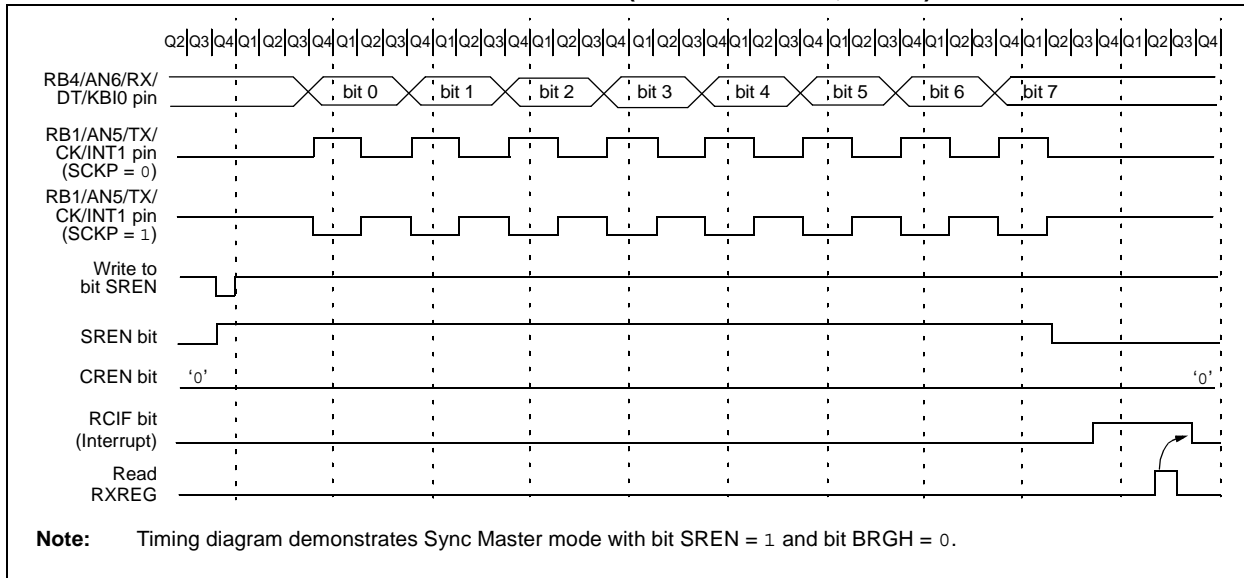 Q2 Q3 Q4 Q1 Q2 Q3 Q4 Q1 Q2 Q3 Q4 Q1 Q2 Q3 Q4 Q1 Q2 Q3 Q4 Q1 Q2 Q3 Q4 Q1 Q2 Q3 Q4 Q1 Q2 Q3 Q4 Q1 Q2 Q3 Q4 Q1 Q2 Q3 Q4 Q1 Q2 Q3 Q4
RB4/AN6/RX/
DT/KBI0 pin
bit 0 bit 1 bit 2 bit 3 bit 4 bit 5 bit 6 bit 7
RB1/AN5/TX/
CK/INT1 pin
(SCKP = 0)
RB1/AN5/TX/
CK/INT1 pin
(SCKP = 1)
Write to
bit SREN
SREN bit
CREN bit ‘0’ ‘0’
RCIF bit
(Interrupt)
Read
RXREG
Note: Timing diagram demonstrates Sync Master mode with bit SREN = 1 and bit BRGH = 0.